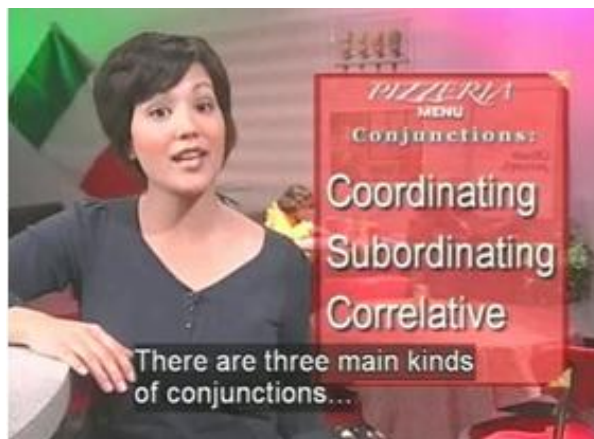 PIZZERIA
MENU
Conjunctions:
Coordinating
Subordinating
Correlative
There are three main kinds
of conjunctions...